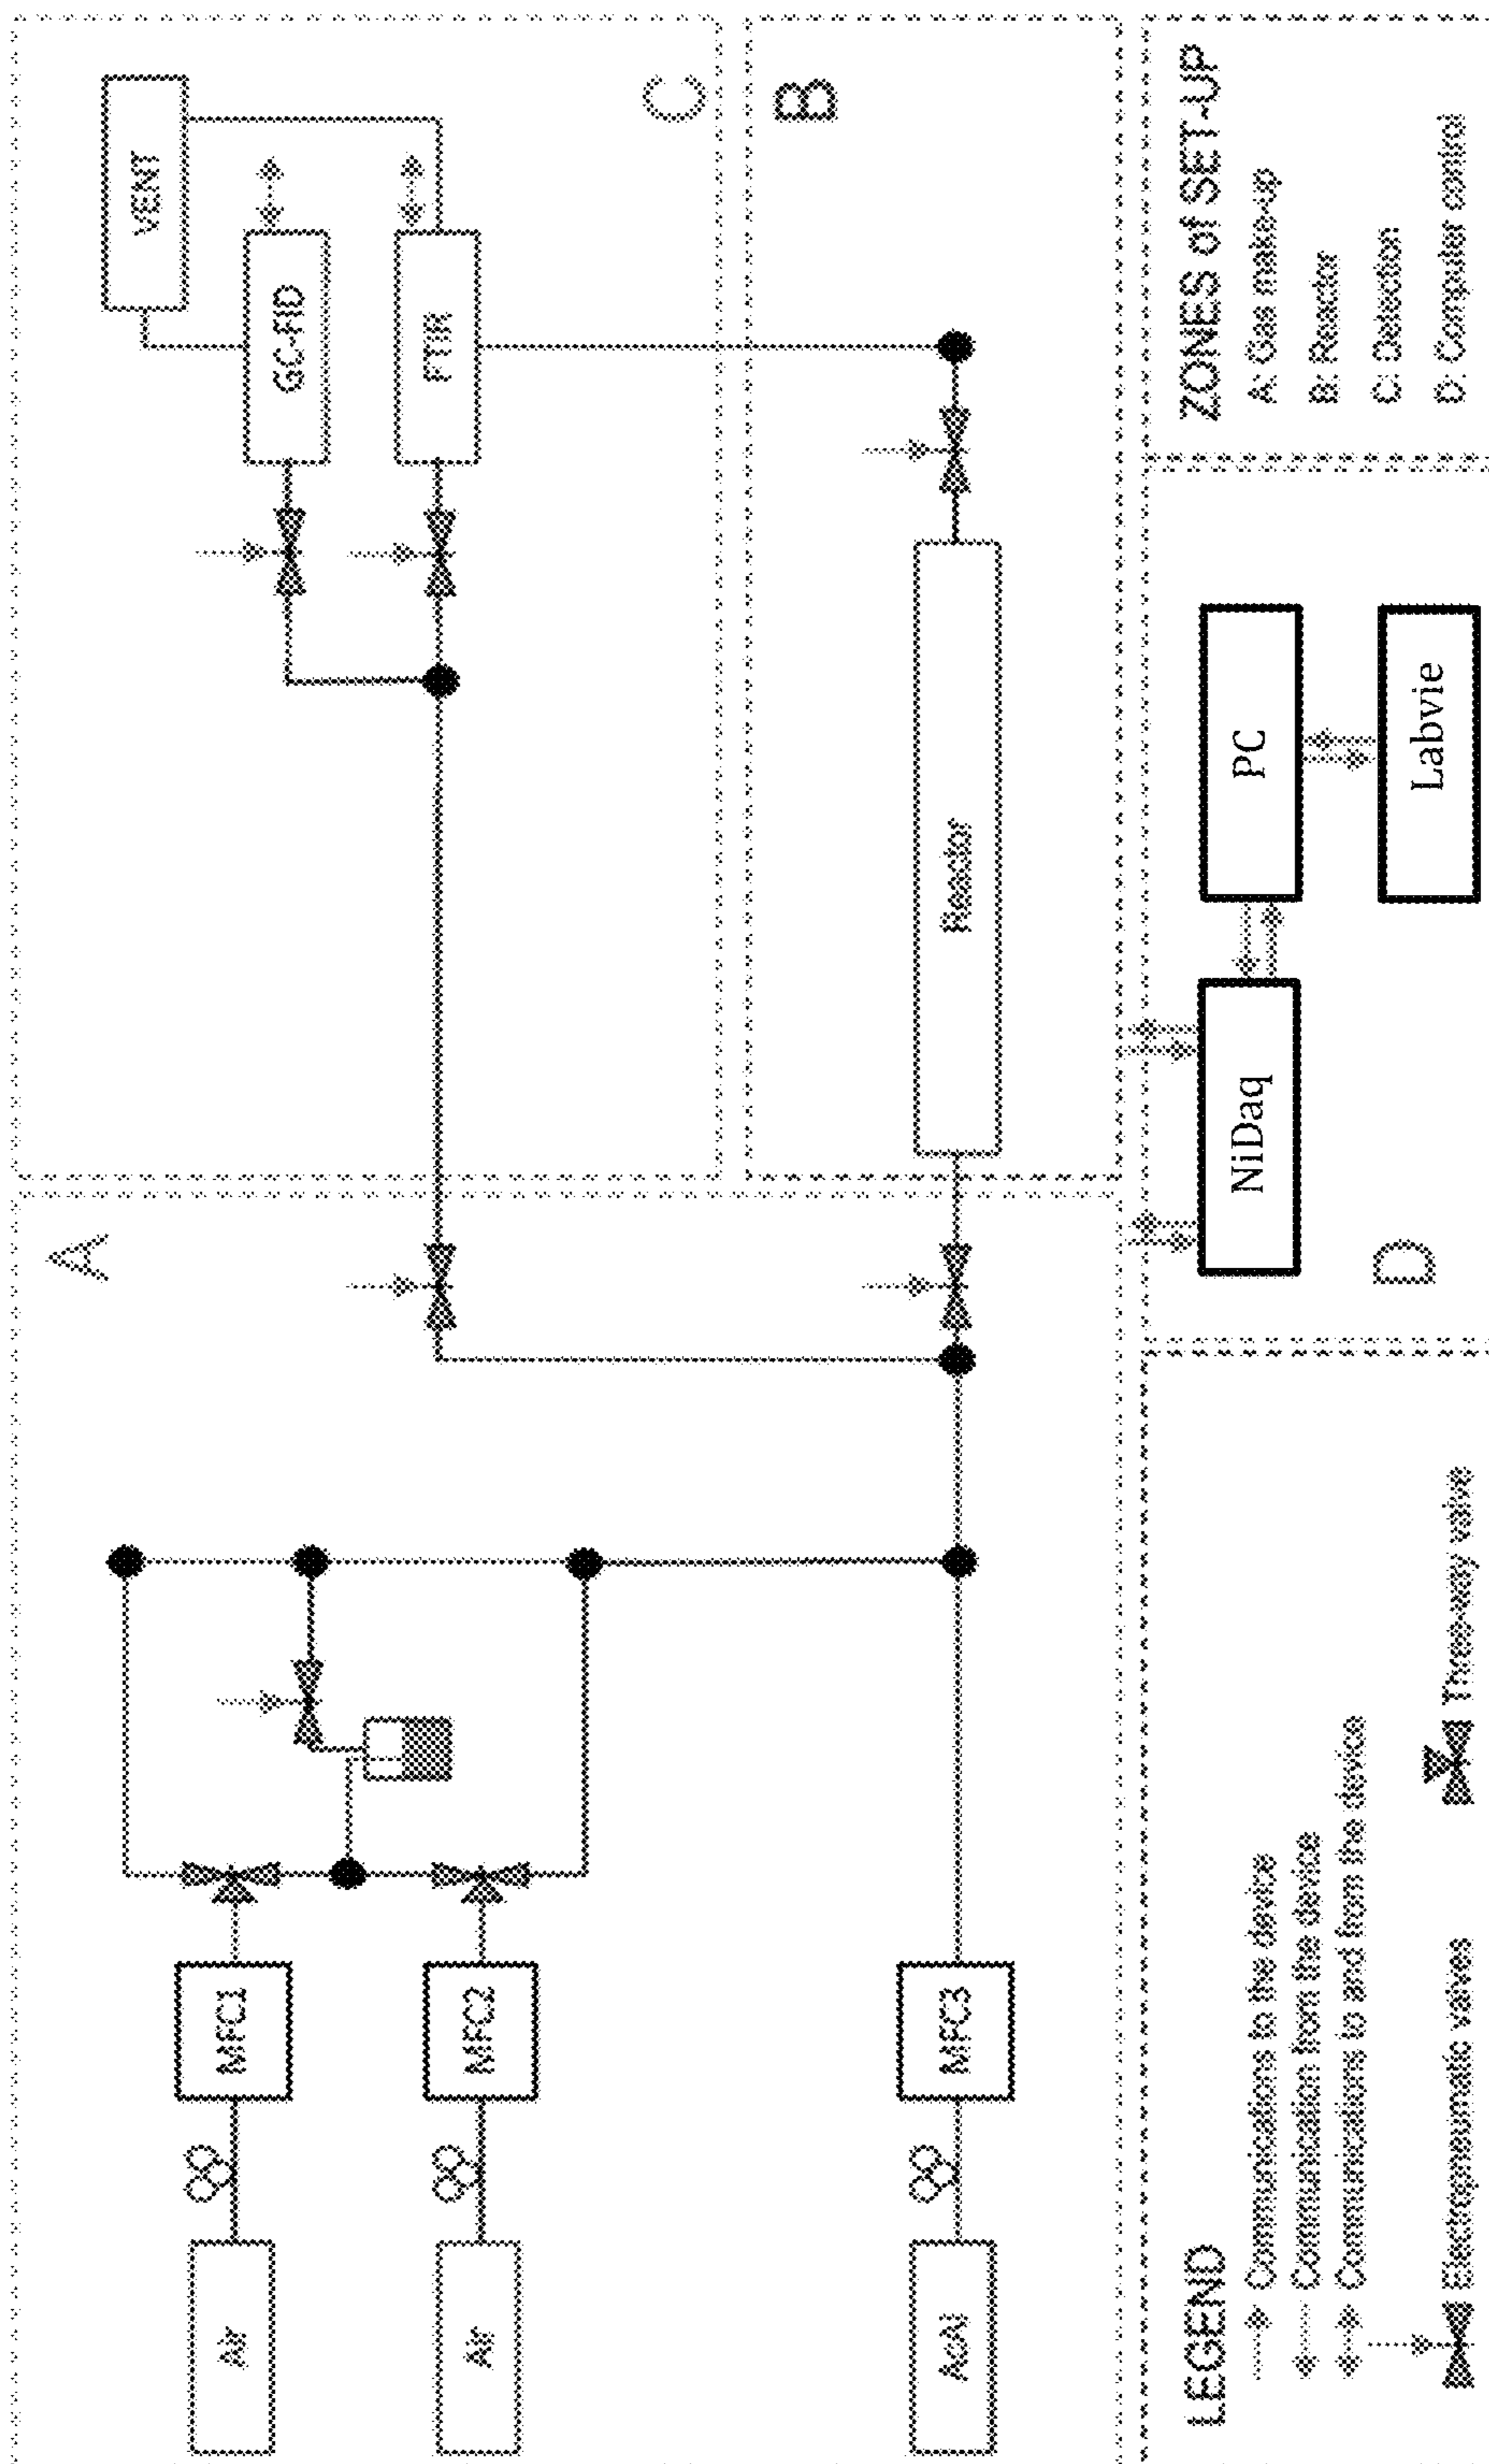 A
Air
MFC1
Air
MFC2
AcAl
MFC3
C
VENT
GC-FID
FTIR
B
Reactor
LEGEND
Communications to the device
Communication from the device
Communications to and from the device
Electropneumatic valves
Three-way valve
NiDaq
PC
Labvie
D
ZONES of SET-UP
A: Gas make-up
B: Reactor
C: Detection
D: Computer control